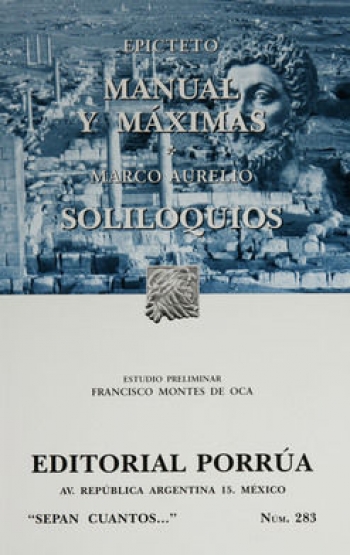 EPICTETO
MANUAL
Y MÁXIMAS
*
MARCO AURELIO
SOLILOQUIOS
ESTUDIO PRELIMINAR
FRANCISCO MONTES DE OCA
EDITORIAL PORRÚA
AV. REPÚBLICA ARGENTINA 15. MÉXICO
"SEPAN CUANTOS..." NÚM. 283